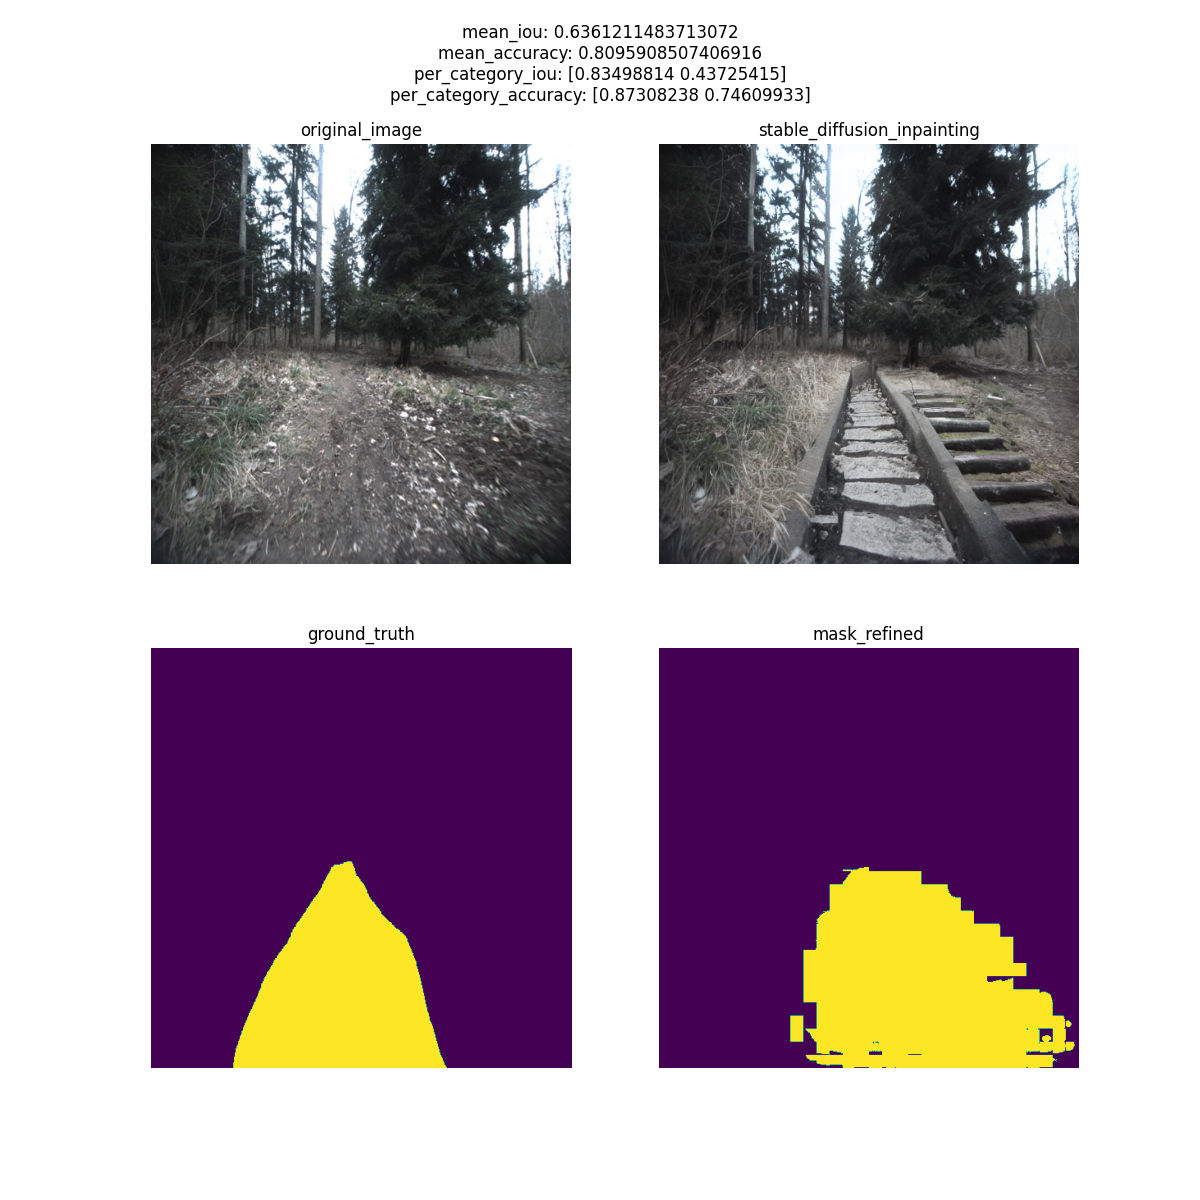 mean_iou: 0.6361211483713072
mean_accuracy: 0.8095908507406916
per_category_iou: [0.83498814 0.43725415]
per_category_accuracy: [0.87308238 0.74609933]
original_image
stable_diffusion_inpainting
ground_truth
mask_refined